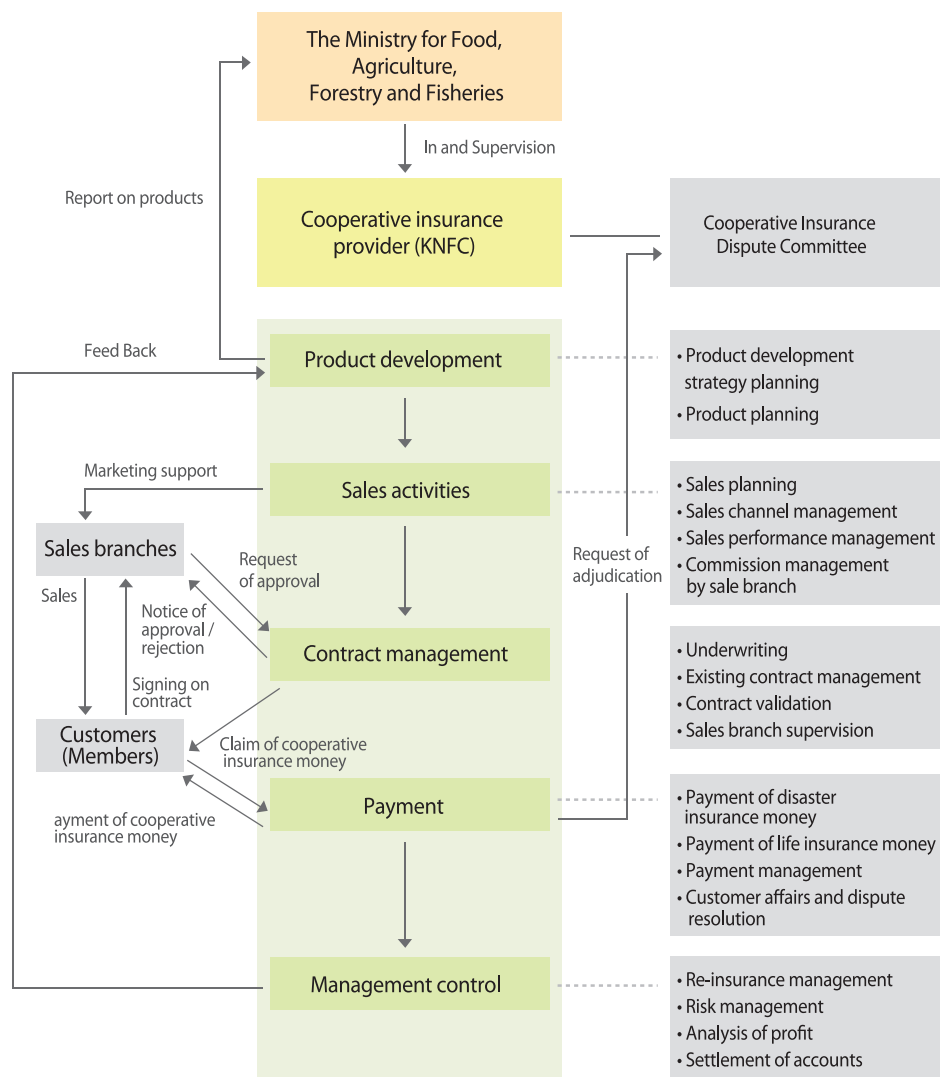 The Ministry for Food,
Agriculture,
Forestry and Fisheries
In and Supervision
Report on products
Cooperative insurance
provider (KNFC)
Cooperative Insurance
Dispute Committee
Feed Back
Product development
• Product development
strategy planning
• Product planning
Marketing support
Sales activities
• Sales planning
• Sales channel management
• Sales performance management
• Commission management
by sale branch
Sales branches
Request
of approval
Request of
adjudication
Sales
Notice of
approval /
rejection
Contract management
• Underwriting
• Existing contract management
• Contract validation
• Sales branch supervision
Signing on
contract
Customers
(Members)
Claim of cooperative
insurance money
Payment
• Payment of disaster
insurance money
• Payment of life insurance money
• Payment management
• Customer affairs and dispute
resolution
ayment of cooperative
insurance money
Management control
• Re-insurance management
• Risk management
• Analysis of profit
• Settlement of accounts